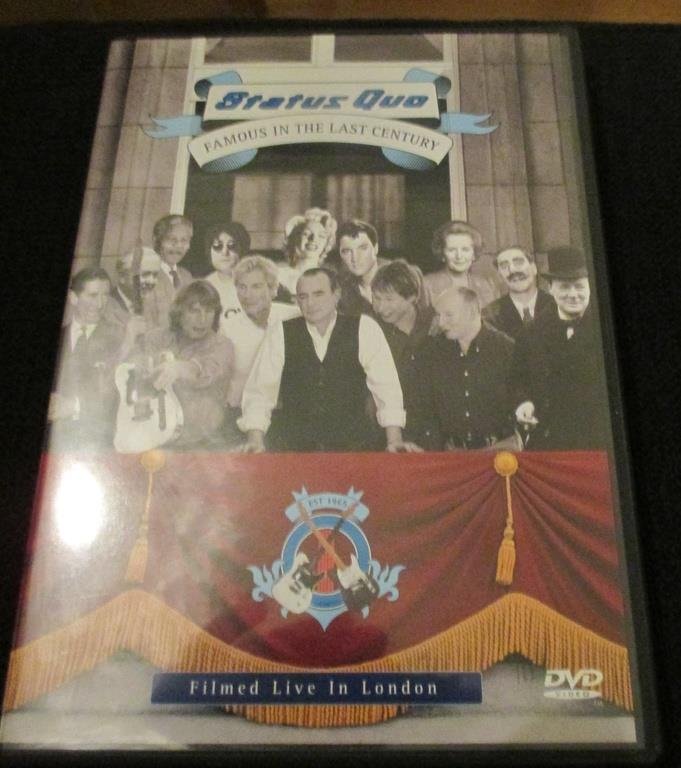 Status Quo
FAMOUS IN THE LAST CENTURY
EST 1965
Filmed Live In London
DVD
VIDEO